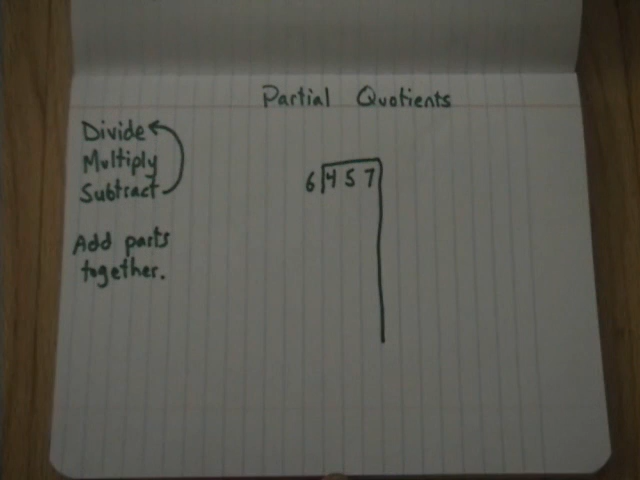 Partial Quotients
Divide
Multiply
Subtract
Add parts
together.
6 457